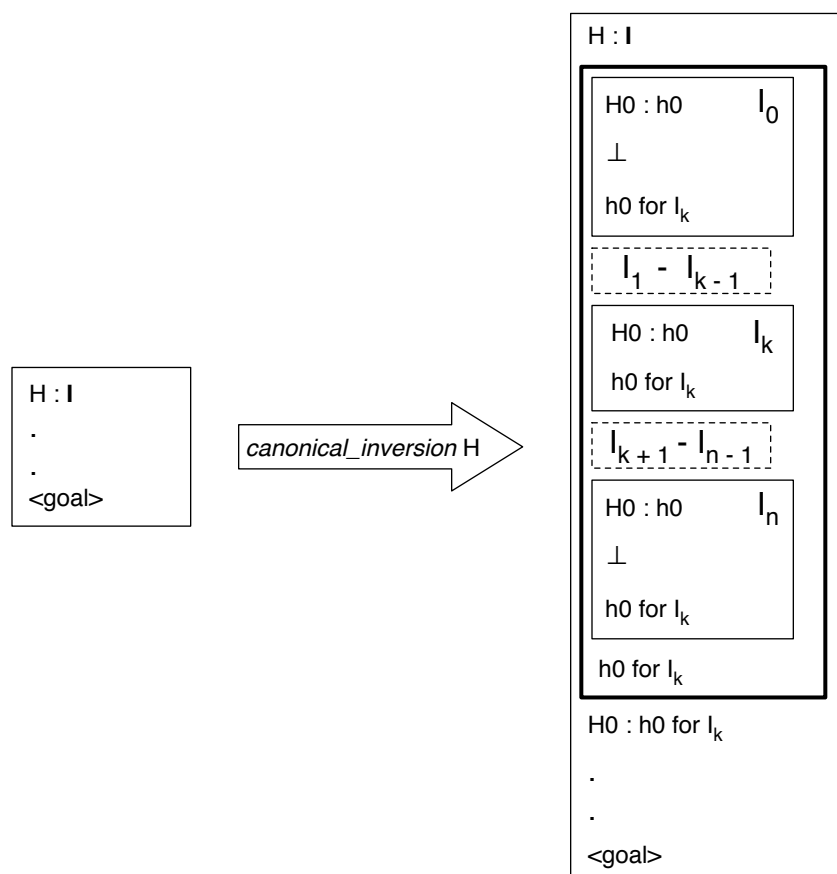 H : I
.
.
<goal>
canonical_inversion H
H : I
H0 : h0 I₀
⊥
h0 for Iₖ
I₁ - Iₖ ₋ ₁
H0 : h0 Iₖ
h0 for Iₖ
Iₖ ₊ ₁ - Iₙ ₋ ₁
H0 : h0 Iₙ
⊥
h0 for Iₖ
h0 for Iₖ
H0 : h0 for Iₖ
.
.
<goal>